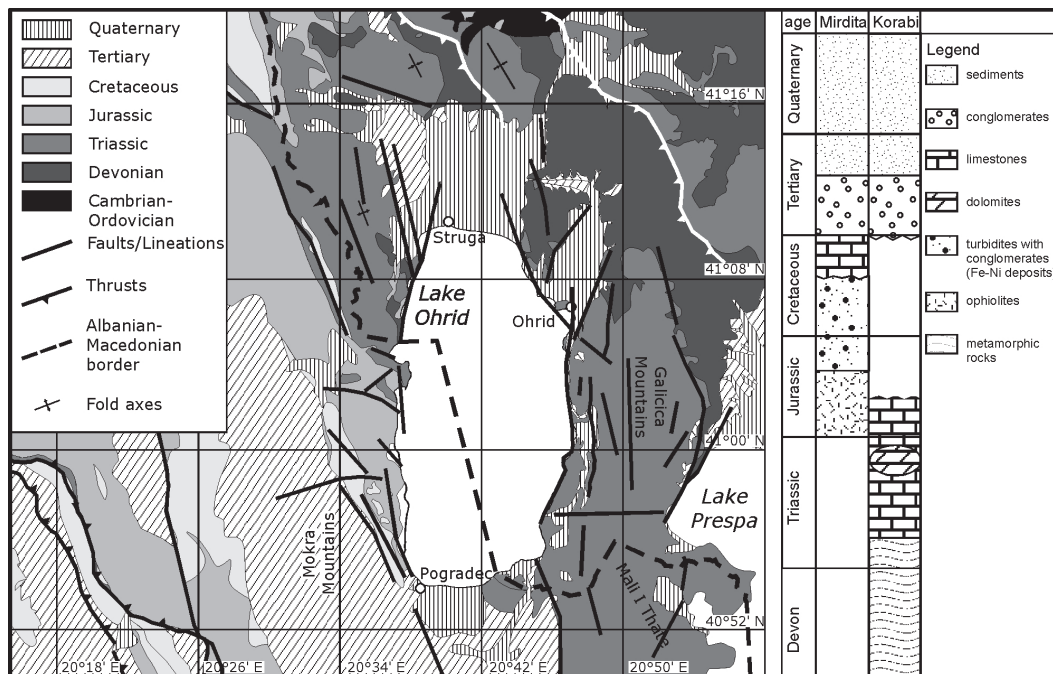 Quaternary
Tertiary
Cretaceous
Jurassic
Triassic
Devonian
Cambrian-
Ordovician
Faults/Lineations
Thrusts
Albanian-
Macedonian
border
Fold axes
41°16' N
41°08' N
41°00' N
40°52' N
20°18' E
20°26' E
20°34' E
20°42' E
20°50' E
Struga
Lake
Ohrid
Ohrid
Galicica
Mountains
Lake
Prespa
Mokra
Mountains
Pogradec
Mali I Thate
age
Mirdita
Korabi
Quaternary
Tertiary
Cretaceous
Jurassic
Triassic
Devon
Legend
sediments
conglomerates
limestones
dolomites
turbidites with
conglomerates
(Fe-Ni deposits
ophiolites
metamorphic
rocks